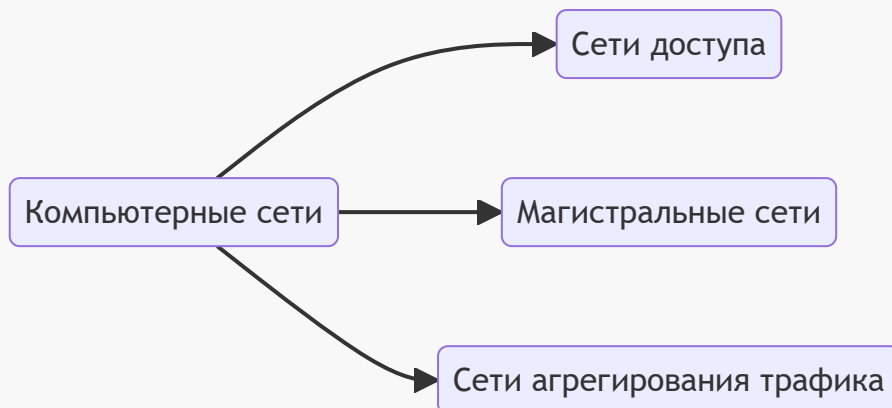 Сети доступа
Компьютерные сети
Магистральные сети
Сети агрегирования трафика